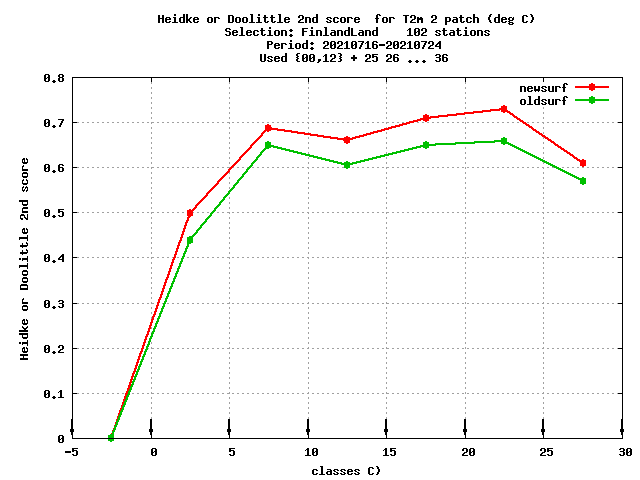 Heidke or Doolittle 2nd score  for T2m 2 patch (deg C)
Selection: FinlandLand    102 stations
Period: 20210716-20210724
Used {00,12} + 25 26 ... 36
newsurf
oldsurf
Heidke or Doolittle 2nd score
0.8
0.7
0.6
0.5
0.4
0.3
0.2
0.1
0
-5 0 5 10 15 20 25 30
classes C)